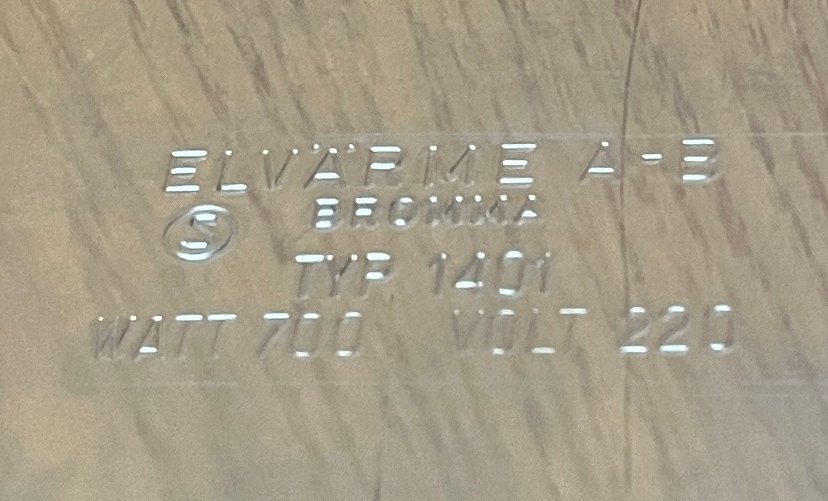 ELVÄRME A-B
S BROMMA
TYP. 1401
WATT 700 VOLT 220